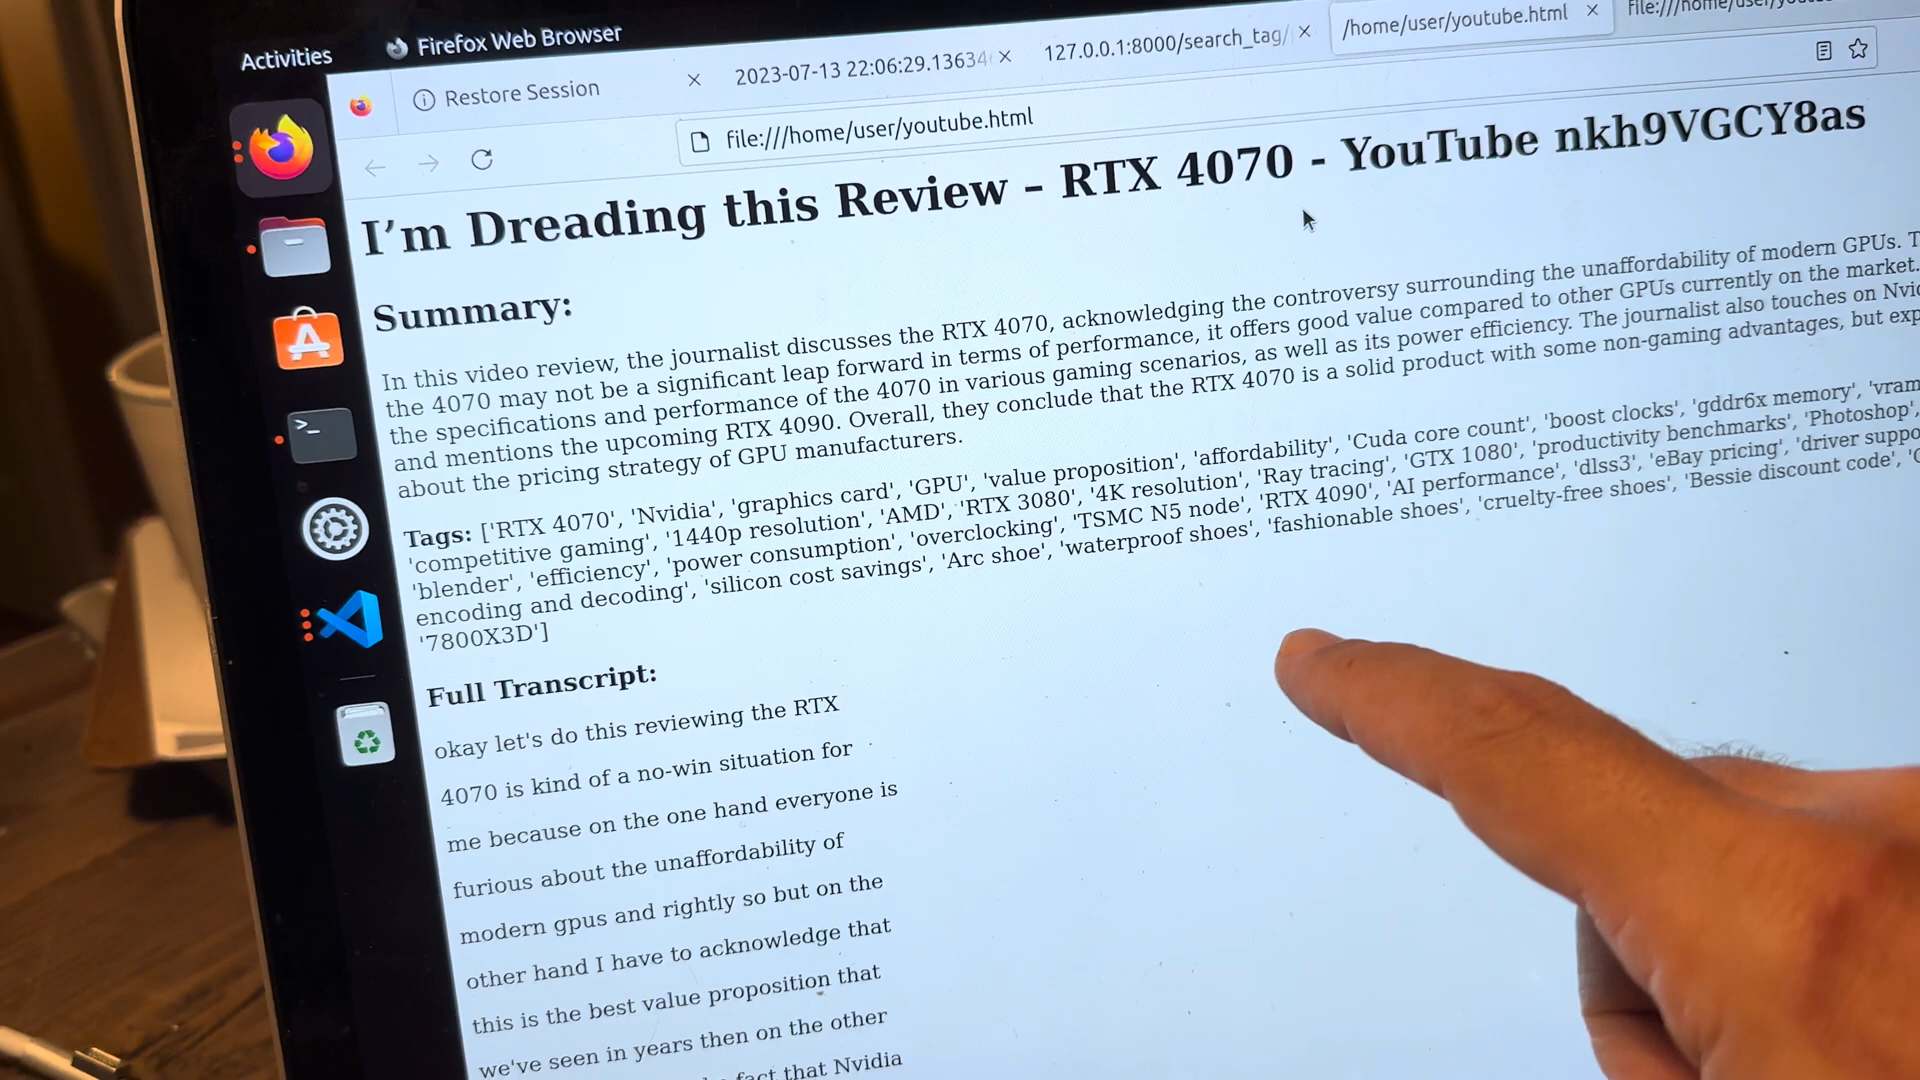 Activities
Firefox Web Browser
Restore Session
2023-07-13 22:06:29.13634
127.0.0.1:8000/search_tag/
/home/user/youtube.html
file:///home/user/
file:///home/user/youtube.html
I'm Dreading this Review – RTX 4070 - YouTube nkh9VGCY8as
Summary:
In this video review, the journalist discusses the RTX 4070, acknowledging the controversy surrounding the unaffordability of modern GPUs.
the 4070 may not be a significant leap forward in terms of performance, it offers good value compared to other GPUs currently on the market.
the specifications and performance of the 4070 in various gaming scenarios, as well as its power efficiency. The journalist also touches on
and mentions the upcoming RTX 4090. Overall, they conclude that the RTX 4070 is a solid product with some non-gaming advantages, but
about the pricing strategy of GPU manufacturers.
Tags: ['RTX 4070', 'Nvidia', 'graphics card', 'GPU', 'value proposition', 'affordability', 'Cuda core count', 'boost clocks', 'gddr6x memory', 'vram
'competitive gaming', '1440p resolution', 'AMD', 'RTX 3080', '4K resolution', 'Ray tracing', 'GTX 1080', 'productivity benchmarks', 'Photoshop',
'blender', 'efficiency', 'power consumption', 'overclocking', 'TSMC N5 node', 'RTX 4090', 'AI performance', 'dlss3', 'eBay pricing', 'driver
encoding and decoding', 'silicon cost savings', 'Arc shoe', 'waterproof shoes', 'fashionable shoes', 'cruelty-free shoes', 'Bessie discount code',
'7800X3D']
Full Transcript:
okay let's do this reviewing the RTX
4070 is kind of a no-win situation for
me because on the one hand everyone is
furious about the unaffordability of
modern gpus and rightly so but on the
other hand I have to acknowledge that
this is the best value proposition that
we've seen in years then on the other
fact that Nvidia